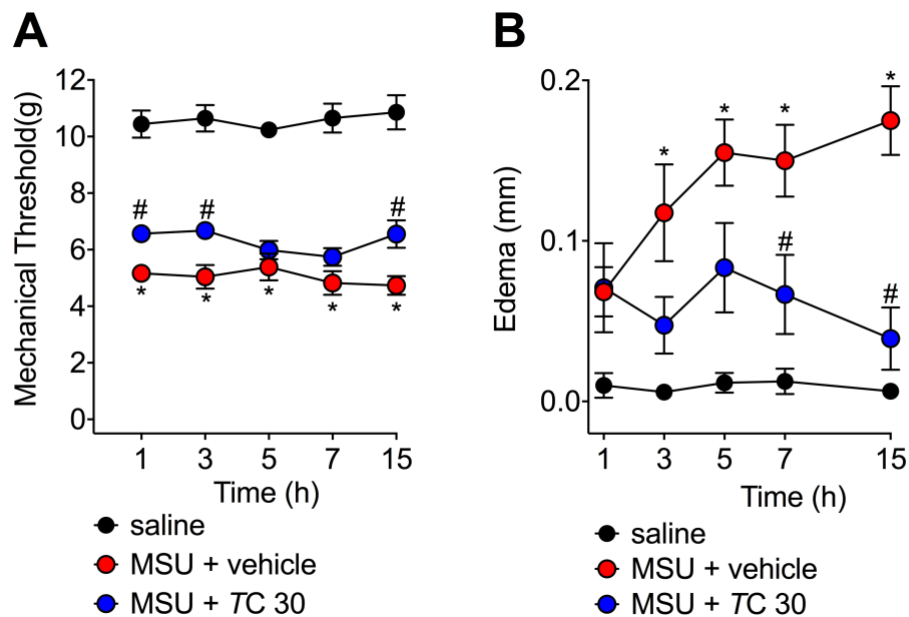 A
Mechanical Threshold(g)
12
10
8
6
4
2
0
# # #
* * * * *
1 3 5 7 15
Time (h)
saline
MSU + vehicle
MSU + TC 30
B
Edema (mm)
0.2
0.1
0.0
* * * *
# #
1 3 5 7 15
Time (h)
saline
MSU + vehicle
MSU + TC 30